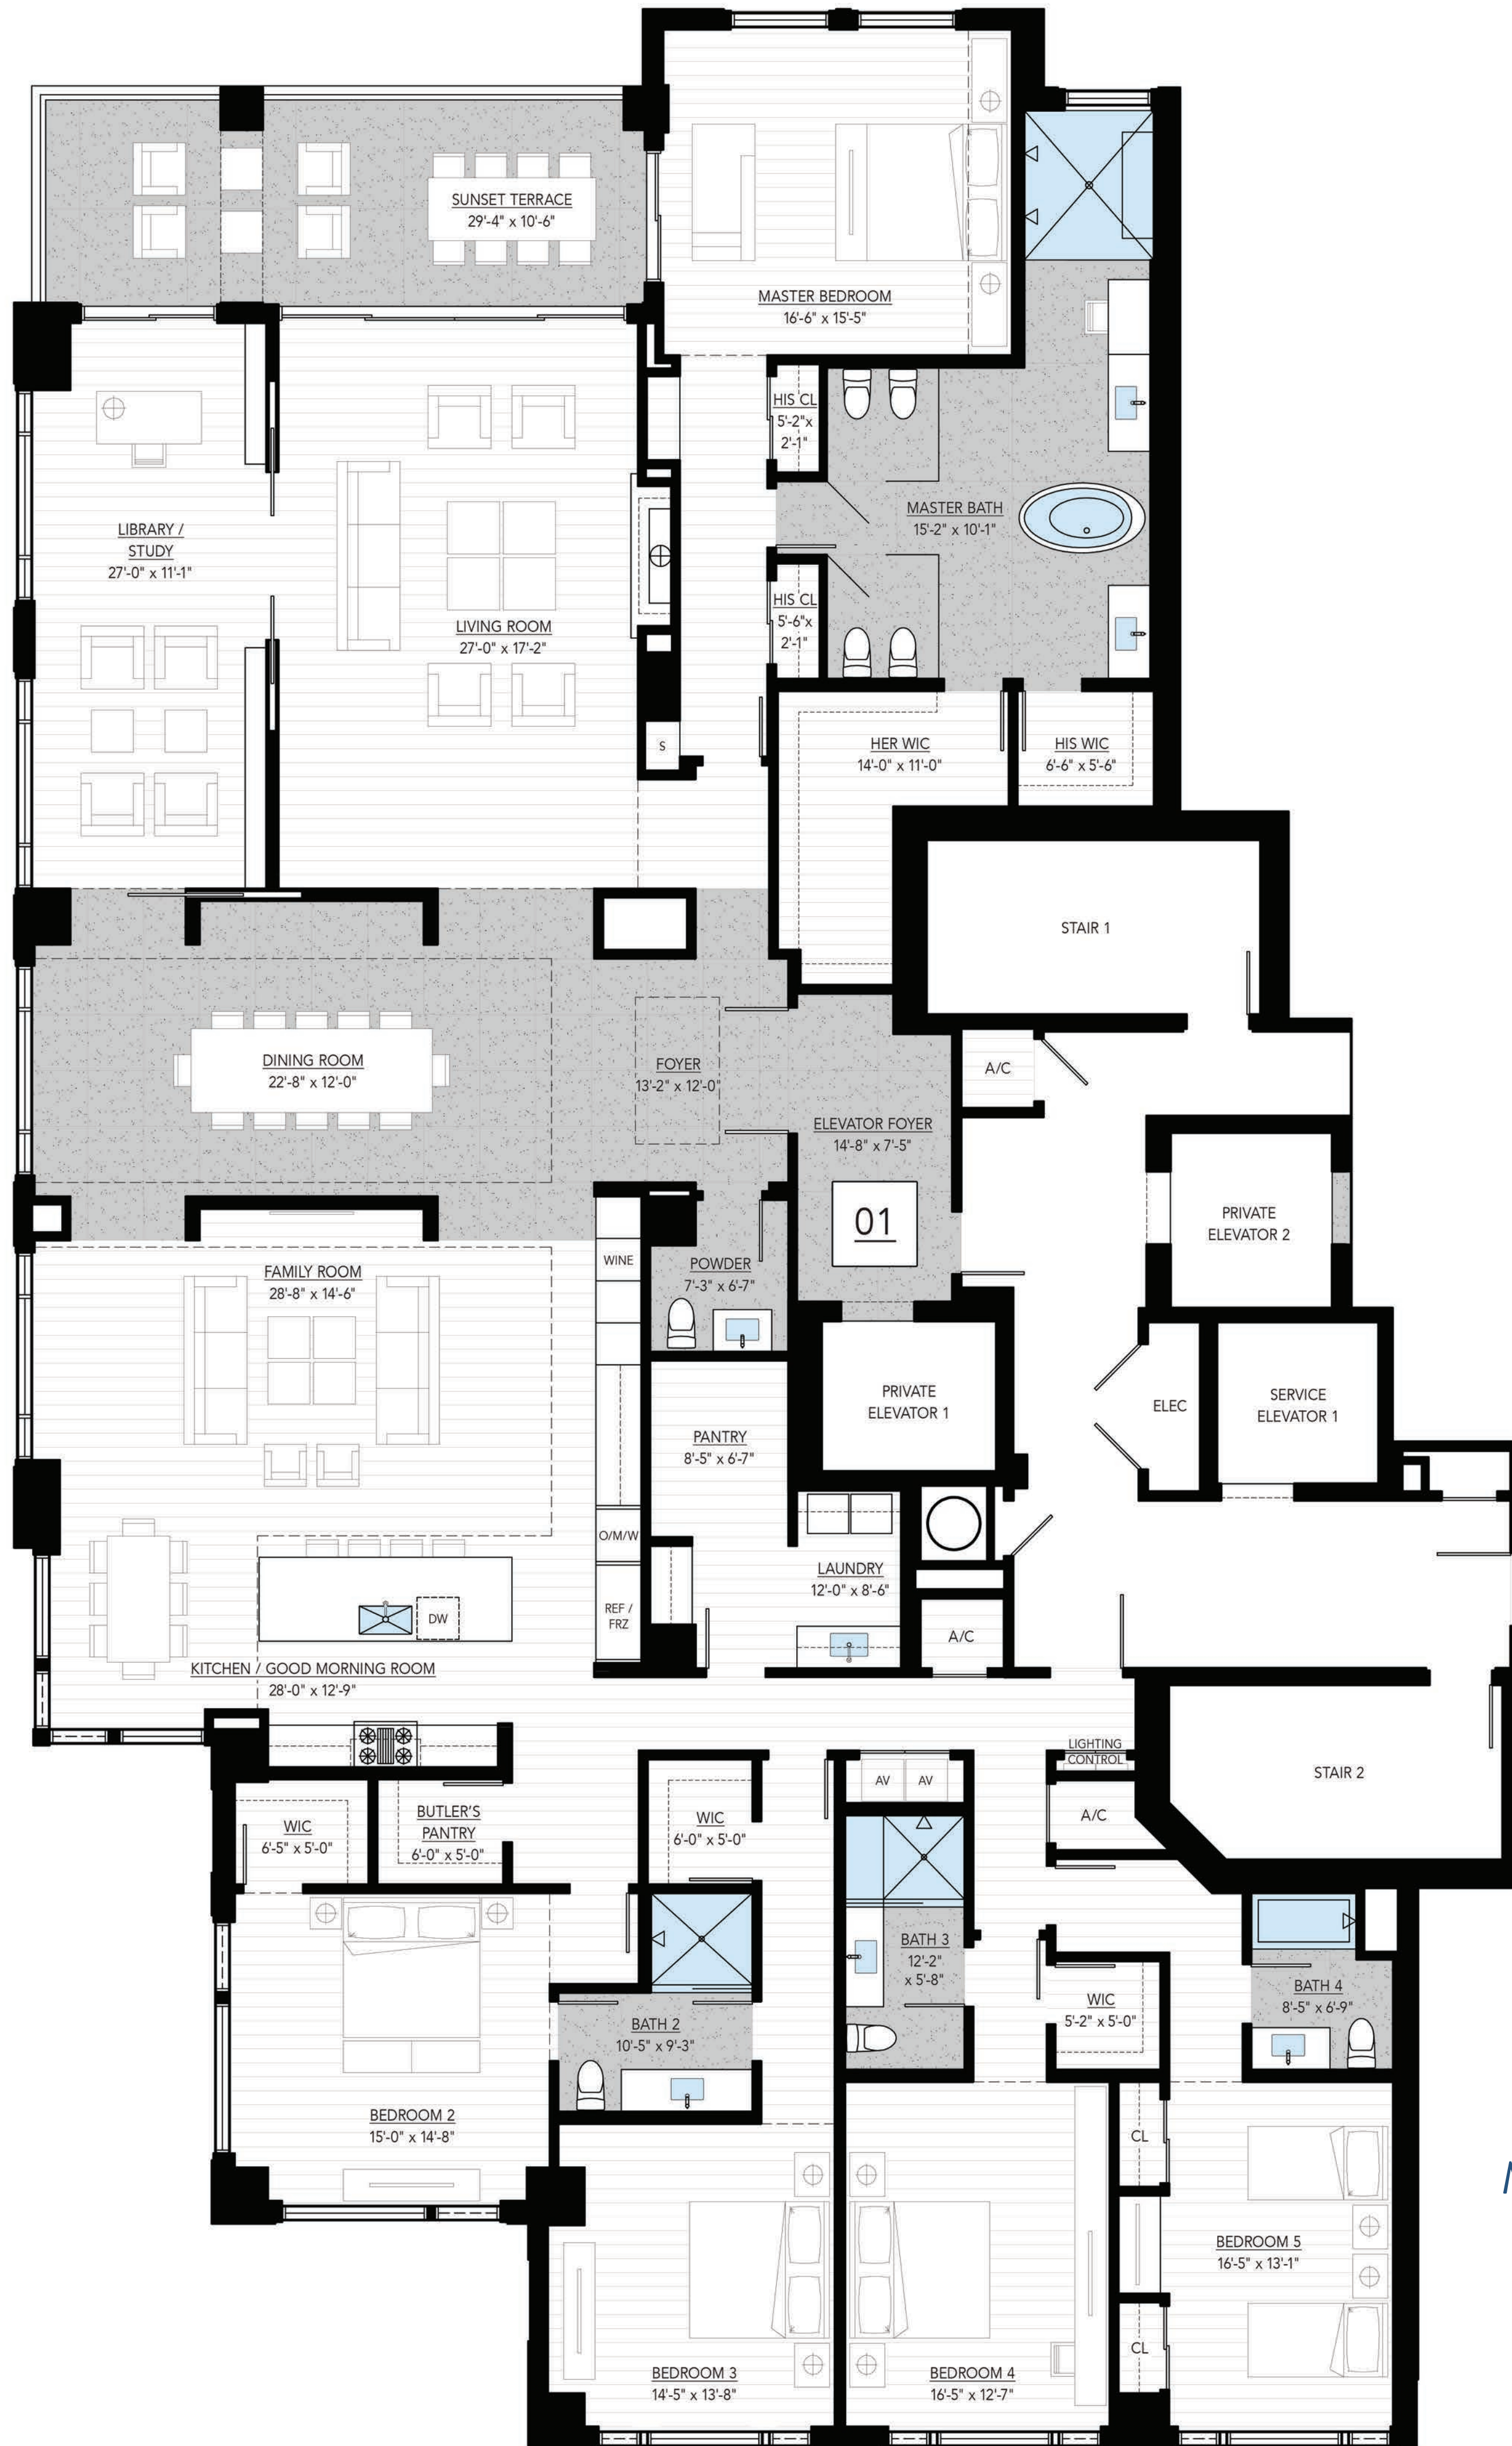 SUNSET TERRACE
29'-4" x 10'-6"
MASTER BEDROOM
16'-6" x 15'-5"
HIS CL
5'-2"x
2'-1"
MASTER BATH
15'-2" x 10'-1"
LIBRARY /
STUDY
27'-0" x 11'-1"
HIS CL
5'-6"x
2'-1"
LIVING ROOM
27'-0" x 17'-2"
S
HER WIC
14'-0" x 11'-0"
HIS WIC
6'-6" x 5'-6"
STAIR 1
DINING ROOM
22'-8" x 12'-0"
FOYER
13'-2" x 12'-0"
A/C
ELEVATOR FOYER
14'-8" x 7'-5"
01
PRIVATE
ELEVATOR 2
WINE
POWDER
7'-3" x 6'-7"
FAMILY ROOM
28'-8" x 14'-6"
PRIVATE
ELEVATOR 1
ELEC
SERVICE
ELEVATOR 1
PANTRY
8'-5" x 6'-7"
O/M/W
LAUNDRY
12'-0" x 8'-6"
REF /
FRZ
DW
A/C
KITCHEN / GOOD MORNING ROOM
28'-0" x 12'-9"
LIGHTING
CONTROL
STAIR 2
AV
AV
A/C
WIC
6'-5" x 5'-0"
BUTLER'S
PANTRY
6'-0" x 5'-0"
WIC
6'-0" x 5'-0"
BATH 3
12'-2"
x 5'-8"
BATH 4
8'-5" x 6'-9"
WIC
5'-2" x 5'-0"
BATH 2
10'-5" x 9'-3"
BEDROOM 2
15'-0" x 14'-8"
CL
BEDROOM 5
16'-5" x 13'-1"
CL
BEDROOM 3
14'-5" x 13'-8"
BEDROOM 4
16'-5" x 12'-7"